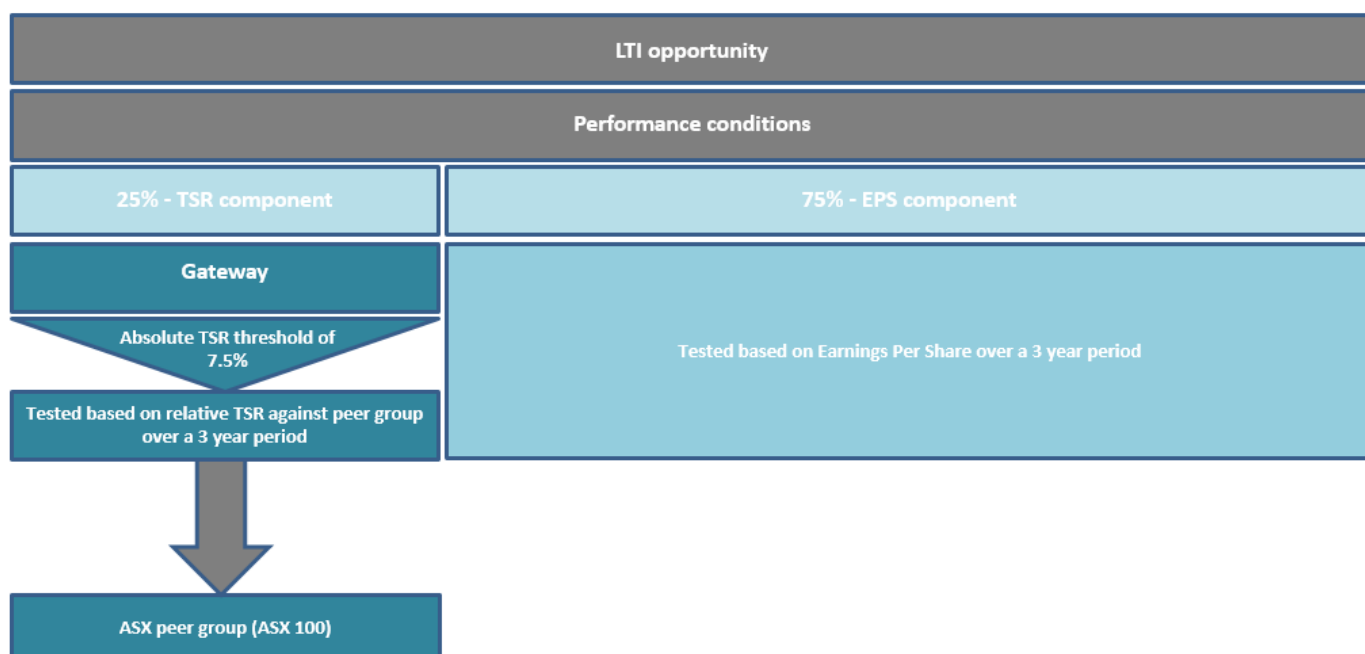 LTI opportunity
Performance conditions
25% - TSR component
75% - EPS component
Gateway
Absolute TSR threshold of
7.5%
Tested based on Earnings Per Share over a 3 year period
Tested based on relative TSR against peer group
over a 3 year period
ASX peer group (ASX 100)